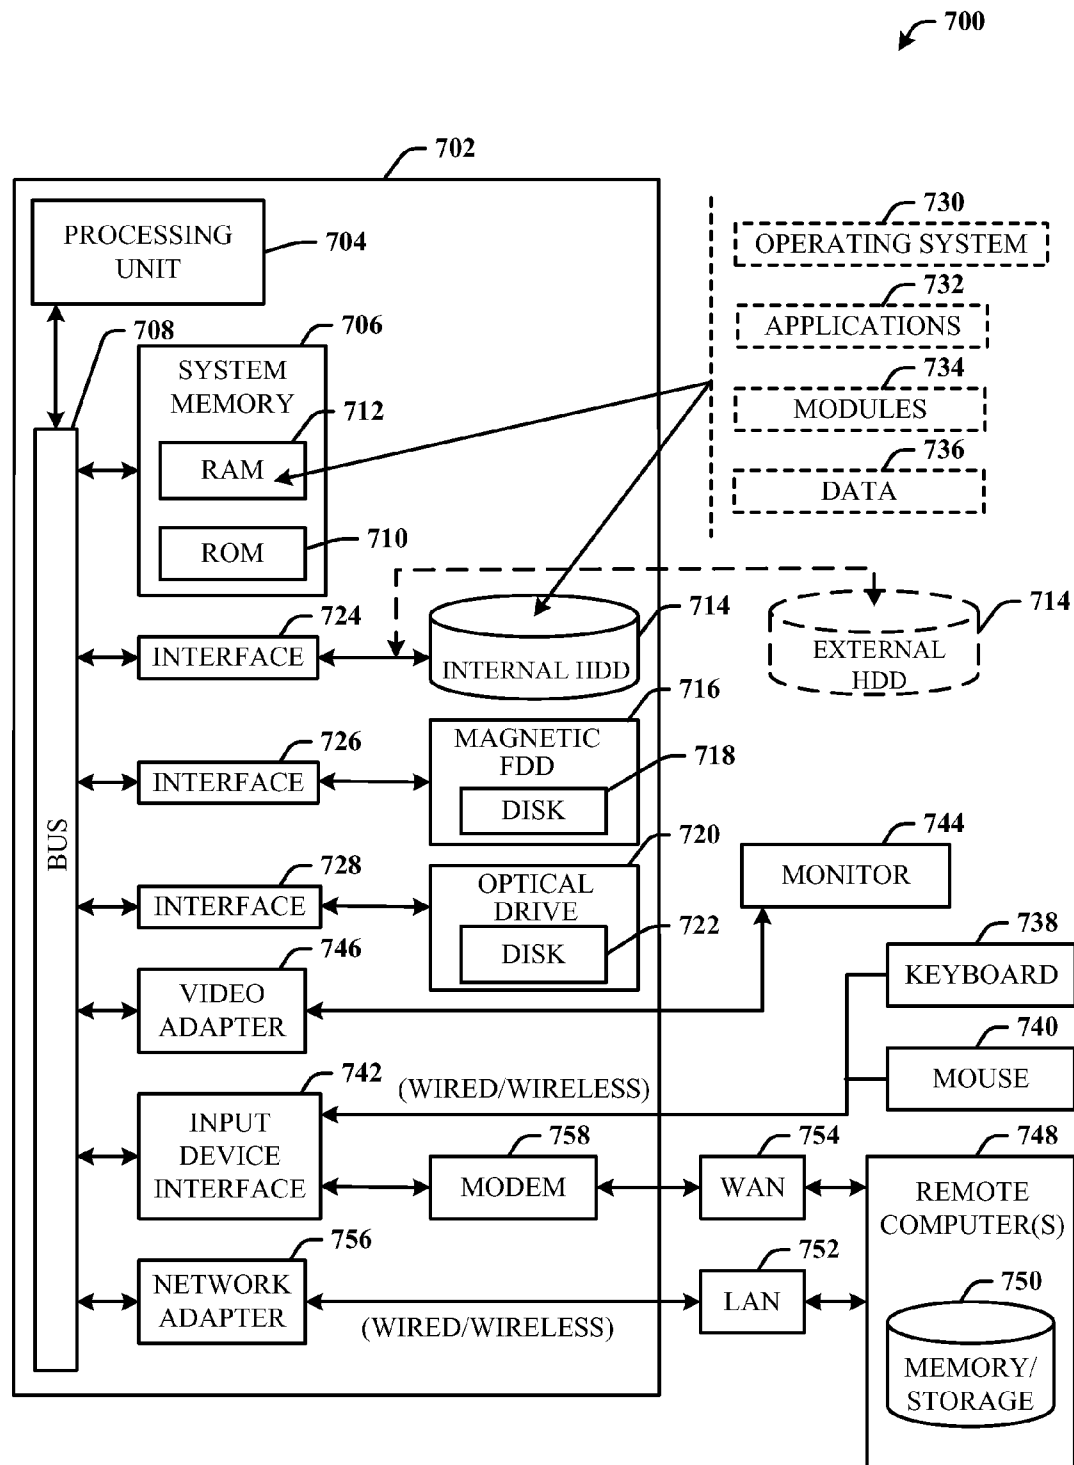 700
702
PROCESSING
UNIT
704
730
OPERATING SYSTEM
732
APPLICATIONS
734
MODULES
736
DATA
708
706
SYSTEM
MEMORY
712
RAM
ROM
710
BUS
724
INTERFACE
INTERNAL HDD
714
EXTERNAL
HDD
714
726
INTERFACE
716
MAGNETIC
FDD
718
DISK
728
INTERFACE
720
OPTICAL
DRIVE
722
DISK
744
MONITOR
746
VIDEO
ADAPTER
738
KEYBOARD
740
MOUSE
742
INPUT
DEVICE
INTERFACE
(WIRED/WIRELESS)
758
MODEM
754
WAN
748
REMOTE
COMPUTER(S)
756
NETWORK
ADAPTER
(WIRED/WIRELESS)
752
LAN
750
MEMORY/
STORAGE